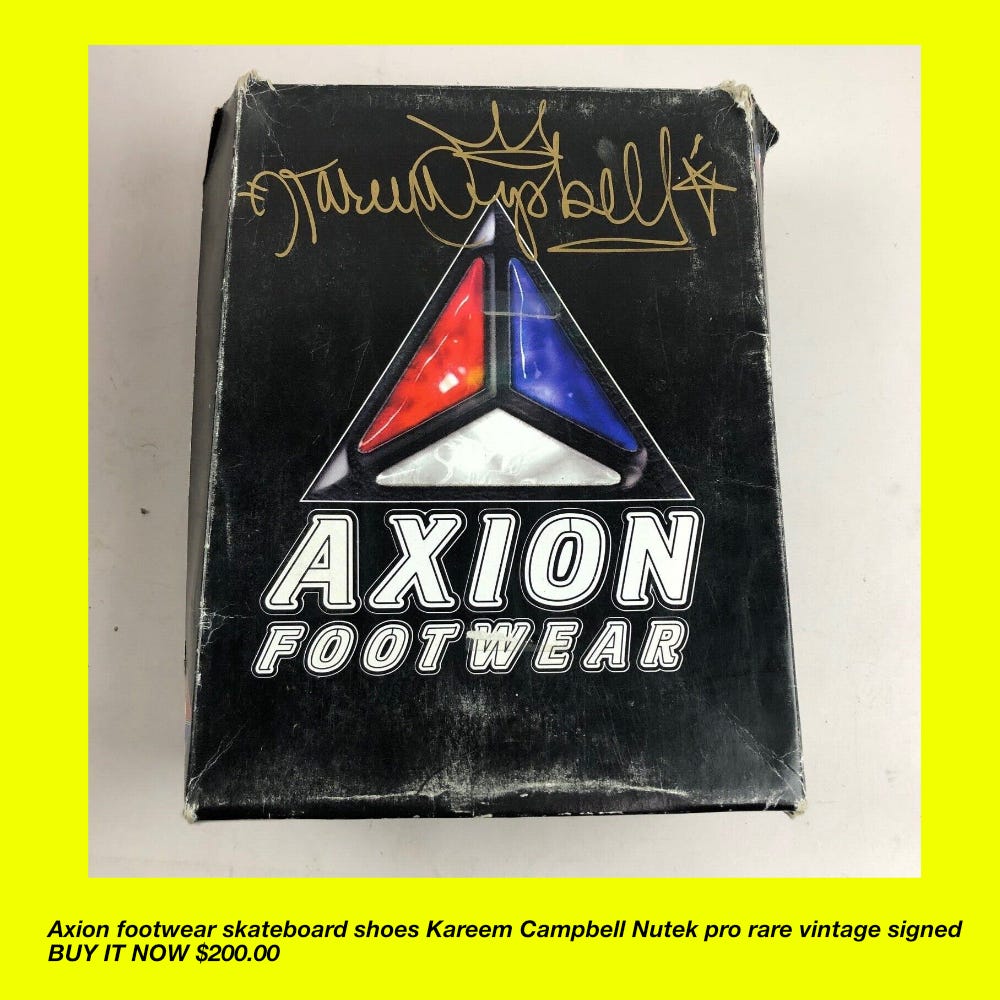 Kareem Campbell
AXION
FOOTWEAR
Axion footwear skateboard shoes Kareem Campbell Nutek pro rare vintage signed
BUY IT NOW $200.00